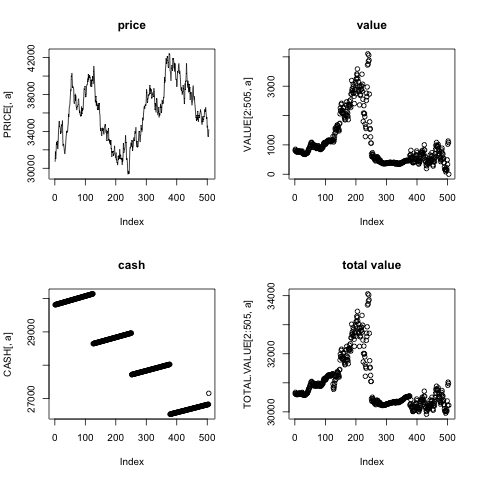 price
PRICE[, a]
30000 34000 38000 42000
0 100 200 300 400 500
Index
value
VALUE[2:505, a]
0 1000 3000
0 100 200 300 400 500
Index
cash
CASH[, a]
27000 29000
0 100 200 300 400 500
Index
total value
TOTAL.VALUE[2:505, a]
30000 32000 34000
0 100 200 300 400 500
Index